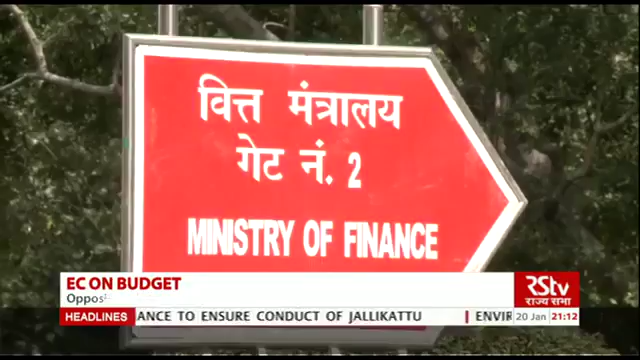 वित्त मंत्रालय
गेट नं. 2
MINISTRY OF FINANCE
EC ON BUDGET
RSTV
राज्य सभा
HEADLINES
ANCE TO ENSURE CONDUCT OF JALLIKATTU
20 Jan 21:12